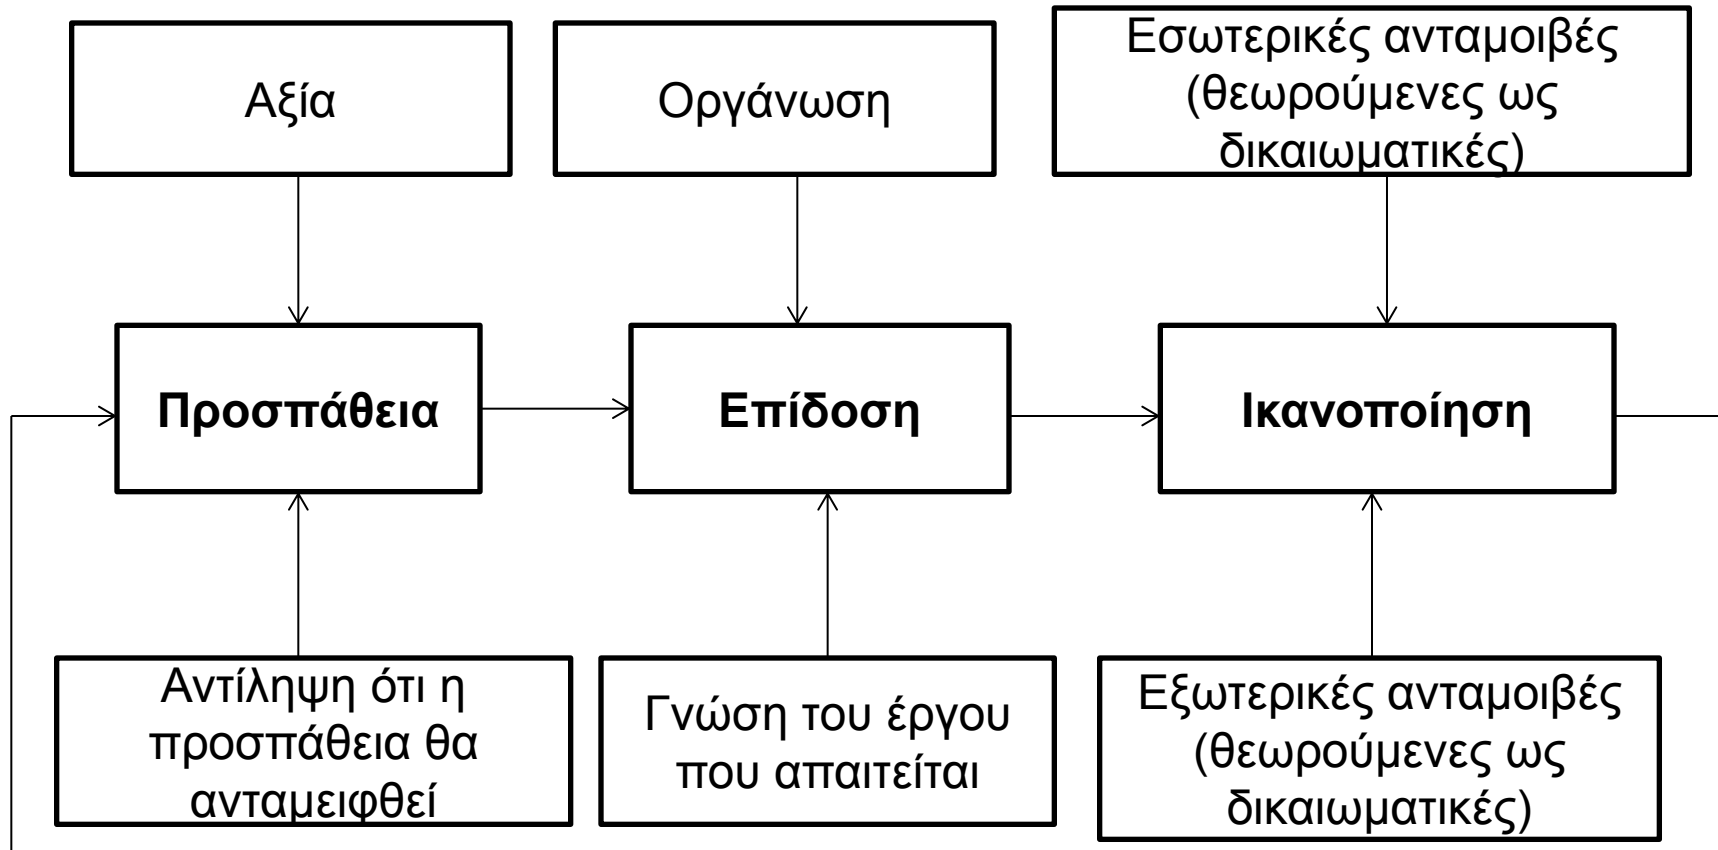 Αξία
Οργάνωση
Εσωτερικές ανταμοιβές
(θεωρούμενες ως
δικαιωματικές)
Προσπάθεια
Επίδοση
Ικανοποίηση
Αντίληψη ότι η
προσπάθεια θα
ανταμειφθεί
Γνώση του έργου
που απαιτείται
Εξωτερικές ανταμοιβές
(θεωρούμενες ως
δικαιωματικές)